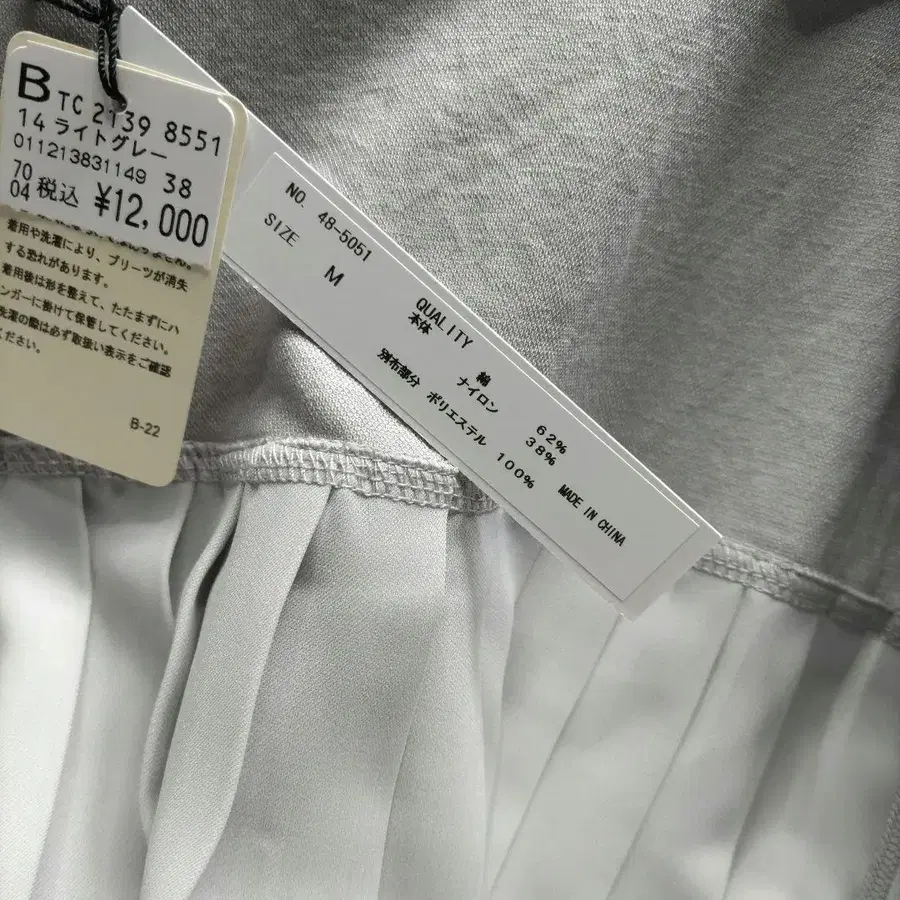 B TC 2139 8551
14 ライトグレー
011213831149 38
70
04 税込 ¥12,000
着用や洗濯により、プリーツが消失
する恐れがあります。
着用後は形を整えて、たたまずにハ
ンガーに掛けて保管してください。
洗濯の際は必ず取扱い表示をご確認
ください。
B-22
NO. 48-5051
SIZE
M
QUALITY
本体
綿 62%
ナイロン 38%
別布部分 ポリエステル 100%
MADE IN CHINA